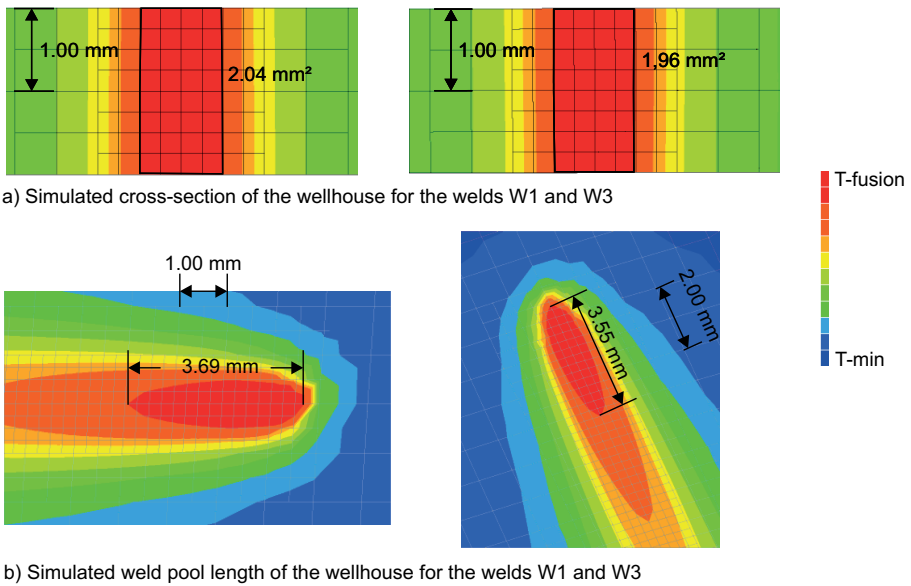 1.00 mm
2.04 mm²
1.00 mm
1,96 mm²
a) Simulated cross-section of the wellhouse for the welds W1 and W3
T-fusion
T-min
1.00 mm
3.69 mm
2.00 mm
3.55 mm
b) Simulated weld pool length of the wellhouse for the welds W1 and W3